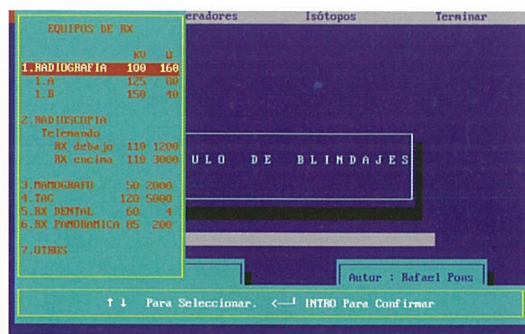 eradores Isótopos Terminar
EQUIPOS DE RX
KV W
1.RADIOGRAFIA 100 160
1.A 125 80
1.B 150 40
2.RADIOSCOPIA
Telemando
RX debajo 110 1200
RX encima 110 3000
3.MAMOGRAFO 50 2000
4.TAC 120 5000
5.RX DENTAL 60 4
6.RX PANORAMICA 85 200
7.OTROS
ULO DE BLINDAJES
Autor : Rafael Pons
↑ ↓ Para Seleccionar. <─┘ INTRO Para Confirmar